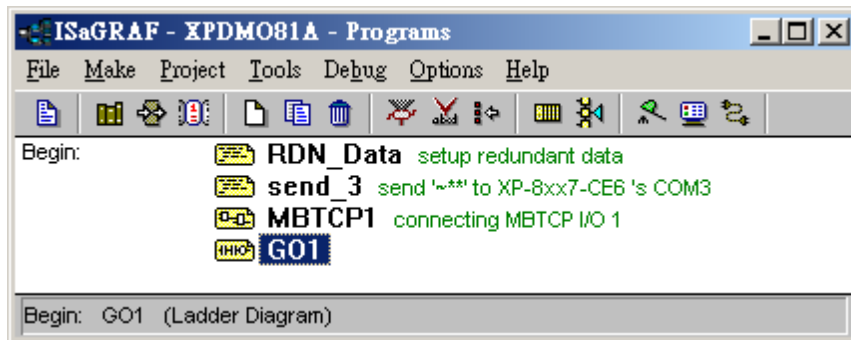 ISaGRAF - XPDMO81A - Programs
File Make Project Tools Debug Options Help
Begin: RDN_Data setup redundant data
send_3 send '~**' to XP-8xx7-CE6 's COM3
MBTCP1 connecting MBTCP I/O 1
GO1
Begin: GO1 (Ladder Diagram)